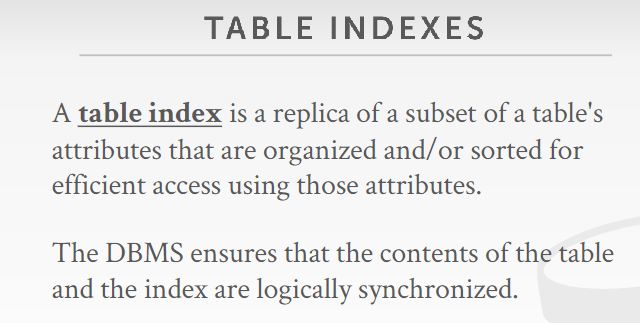 TABLE INDEXES
A table index is a replica of a subset of a table's
attributes that are organized and/or sorted for
efficient access using those attributes.
The DBMS ensures that the contents of the table
and the index are logically synchronized.